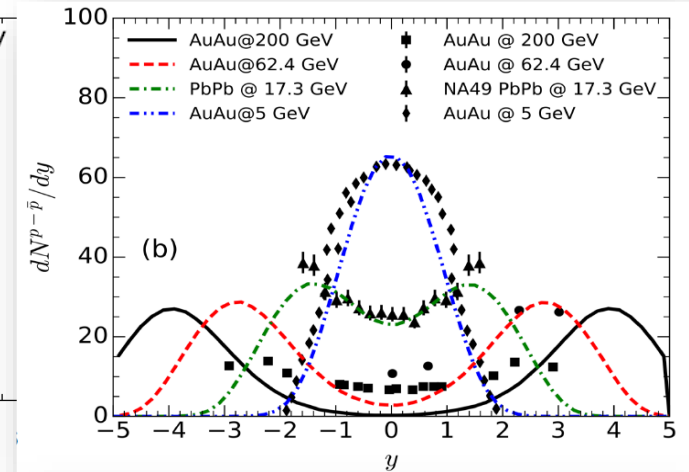 100
80
60
40
20
0
dN^{p-\bar{p}}/dy
AuAu@200 GeV
AuAu@62.4 GeV
PbPb @ 17.3 GeV
AuAu@5 GeV
AuAu @ 200 GeV
AuAu @ 62.4 GeV
NA49 PbPb @ 17.3 GeV
AuAu @ 5 GeV
(b)
−5 −4 −3 −2 −1 0 1 2 3 4 5
y